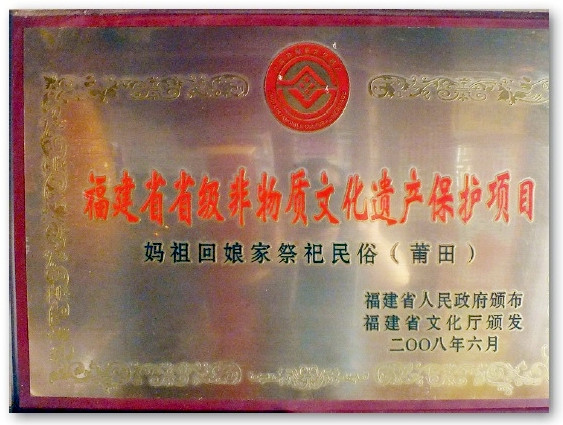 福建省省级非物质文化遗产保护项目
妈祖回娘家祭祀民俗（莆田）
福建省人民政府颁布
福建省文化厅颁发
二〇〇八年六月